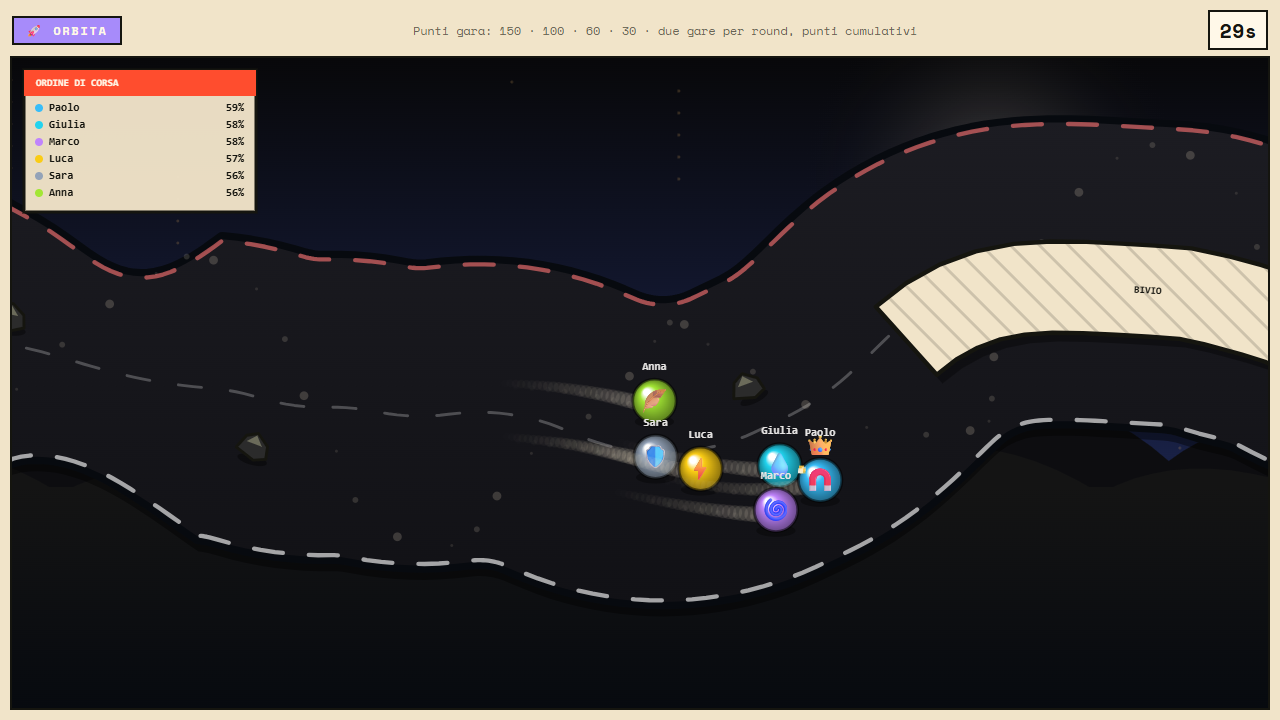 ORBITA
Punti gara: 150 · 100 · 60 · 30 · due gare per round, punti cumulativi
29s
ORDINE DI CORSA
Paolo 59%
Giulia 58%
Marco 58%
Luca 57%
Sara 56%
Anna 56%
BIVIO
Anna
Sara
Luca
Giulia
Paolo
Marco